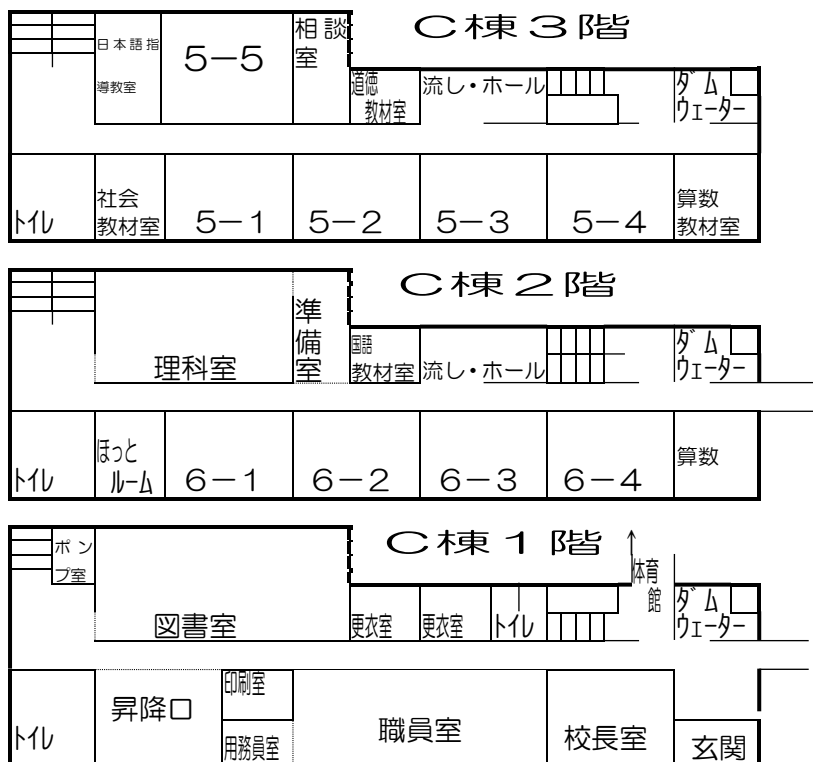 C棟3階
日本語指
導教室
5-5
相談
室
道徳
教材室
流し・ホール
ダム
ウェーター
トイレ
社会
教材室
5-1
5-2
5-3
5-4
算数
教材室
C棟2階
理科室
準
備
室
国語
教材室
流し・ホール
ダム
ウェーター
トイレ
ほっと
ルーム
6-1
6-2
6-3
6-4
算数
C棟1階
ポン
プ室
図書室
更衣室
更衣室
トイレ
体育
館
ダム
ウェーター
トイレ
昇降口
印刷室
用務員室
職員室
校長室
玄関